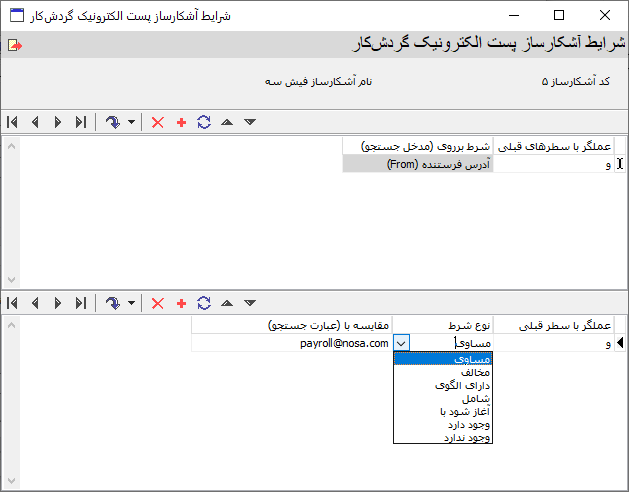 شرایط آشکارساز پست الکترونیک گردش‌کار
شرایط آشکارساز پست الکترونیک گردش‌کار
کد آشکارساز ۵
نام آشکارساز فیش سه
عملگر با سطرهای قبلی
شرط برروی (مدخل جستجو)
و
آدرس فرستنده (From)
عملگر با سطر قبلی
نوع شرط
مقایسه با (عبارت جستجو)
و
مساوی
payroll@nosa.com
مساوی
مخالف
دارای الگوی
شامل
آغاز شود با
وجود دارد
وجود ندارد